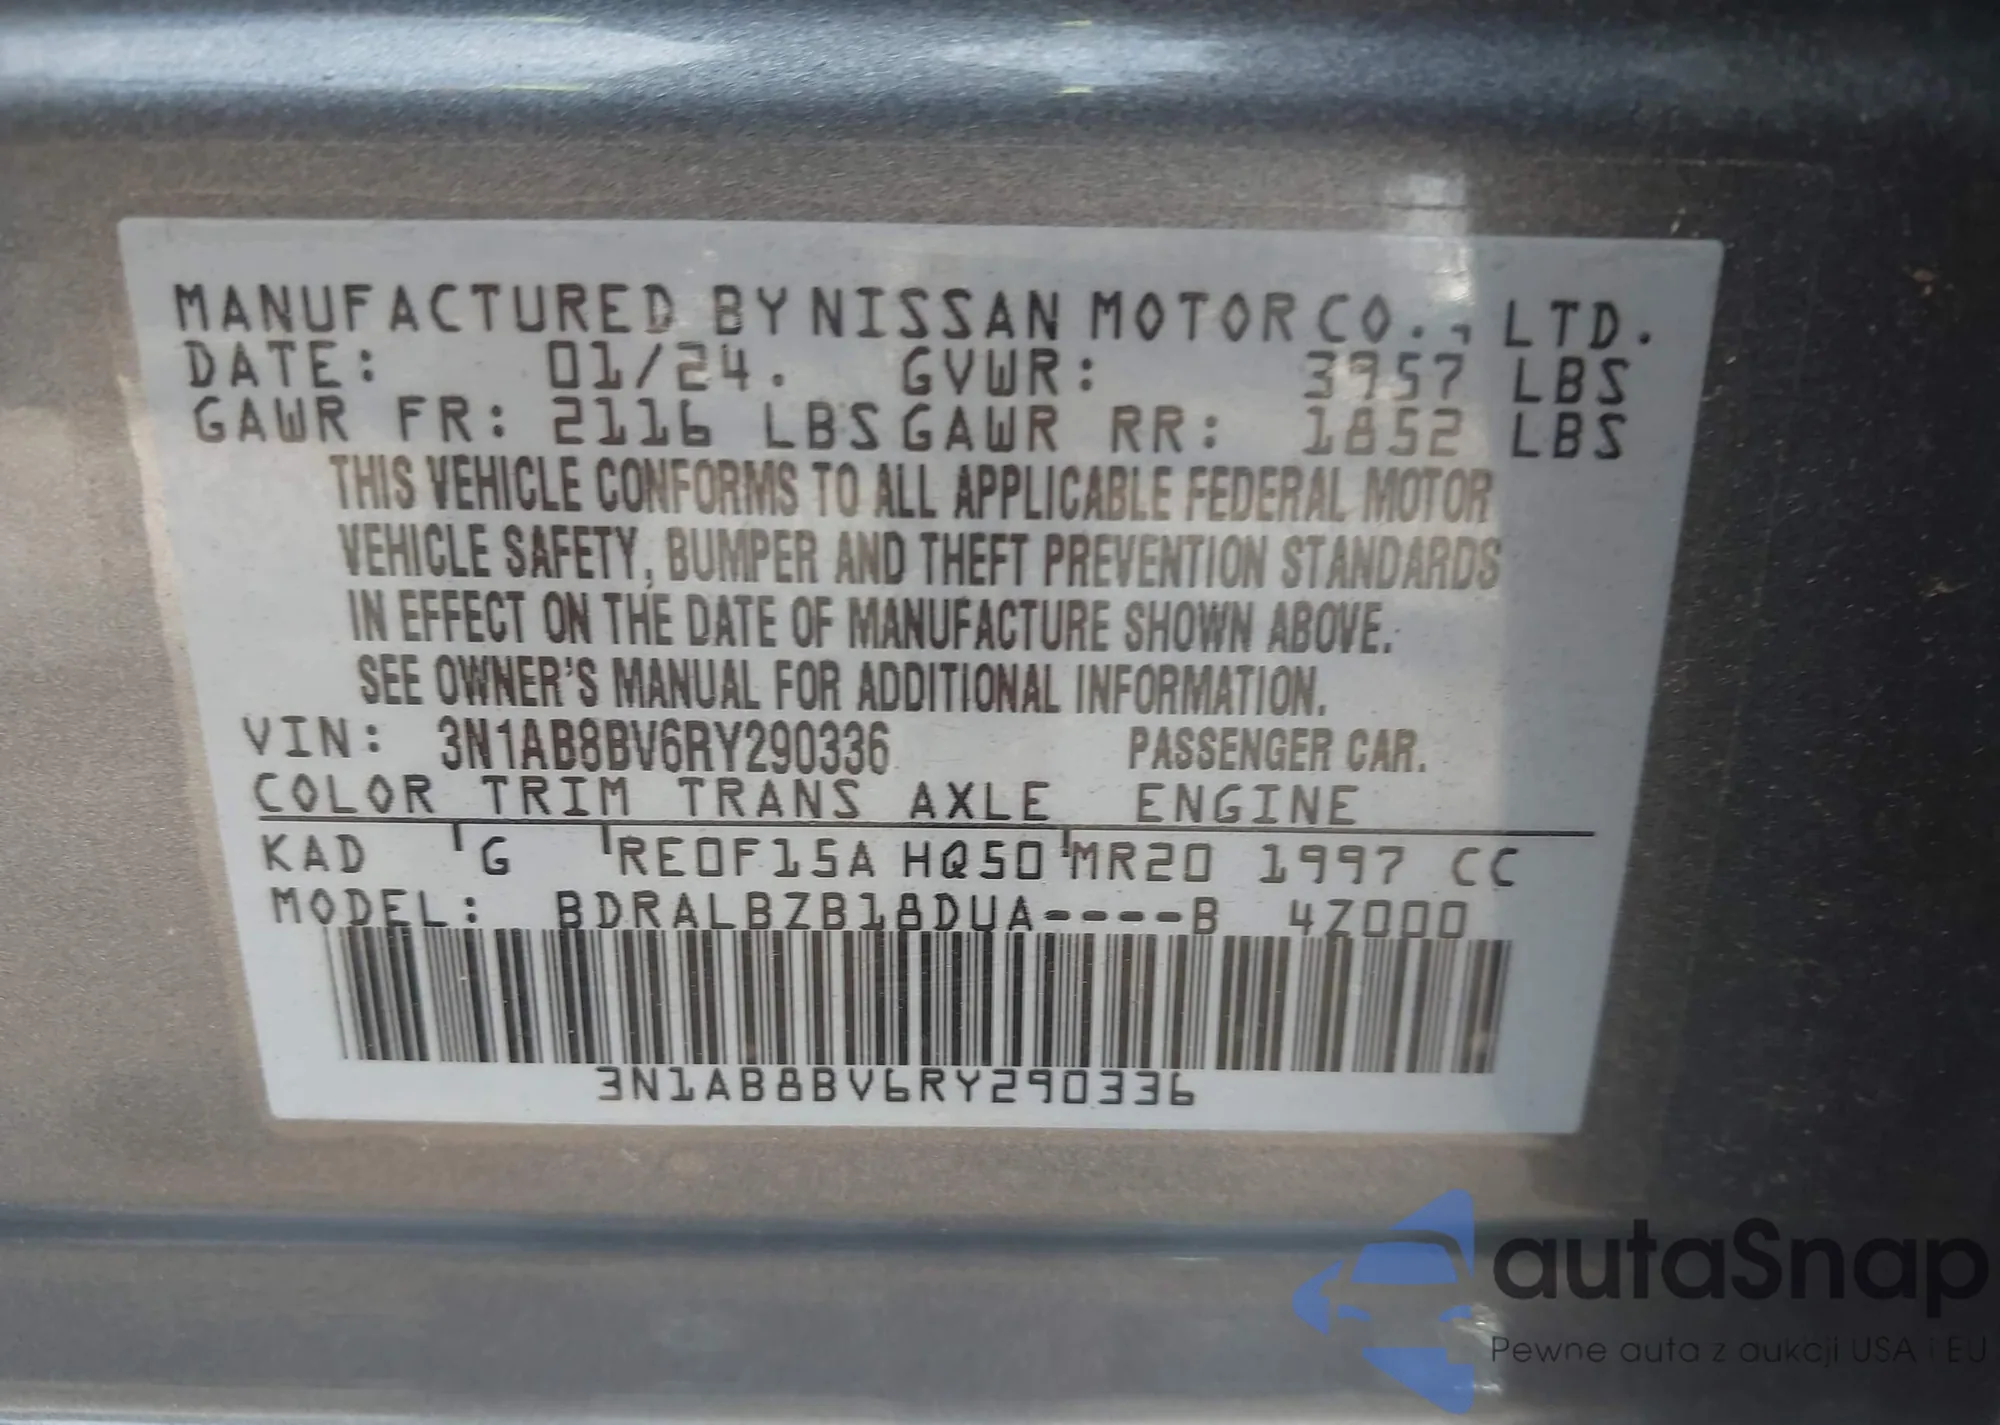 MANUFACTURED BY NISSAN MOTOR CO., LTD.
DATE: 01/24. GVWR: 3957 LBS
GAWR FR: 2116 LBS GAWR RR: 1852 LBS
THIS VEHICLE CONFORMS TO ALL APPLICABLE FEDERAL MOTOR
VEHICLE SAFETY, BUMPER AND THEFT PREVENTION STANDARDS
IN EFFECT ON THE DATE OF MANUFACTURE SHOWN ABOVE.
SEE OWNER'S MANUAL FOR ADDITIONAL INFORMATION.
VIN: 3N1AB8BV6RY290336 PASSENGER CAR.
COLOR TRIM TRANS AXLE ENGINE
KAD G RE0F15A HQ50 MR20 1997 CC
MODEL: BDRALBZB18DUA----B 4Z000
3N1AB8BV6RY290336
autaSnap
Pewne auta z aukcji USA i EU